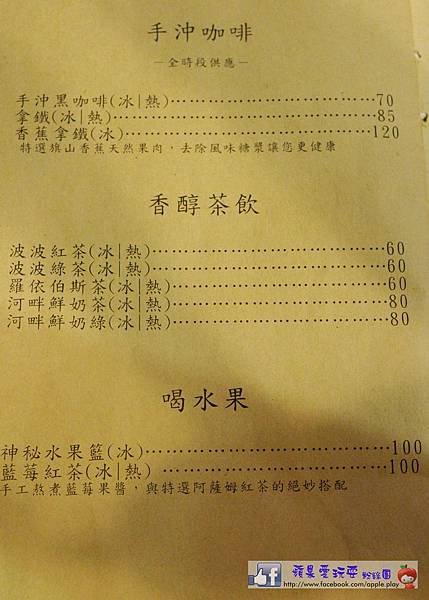 手沖咖啡
－全時段供應－
手沖黑咖啡(冰|熱)……………………………70
拿鐵(冰|熱)……………………………………85
香蕉拿鐵(冰)…………………………………120
特選旗山香蕉天然果肉，去除風味糖漿讓您更健康
香醇茶飲
波波紅茶(冰|熱)………………………………60
波波綠茶(冰|熱)………………………………60
羅依伯斯茶(冰|熱)……………………………60
河畔鮮奶茶(冰|熱)……………………………80
河畔鮮奶綠(冰|熱)……………………………80
喝水果
神秘水果籃(冰)………………………………100
藍莓紅茶(冰|熱)………………………………100
手工熬煮藍莓果醬，與特選阿薩姆紅茶的絕妙搭配
蘋果愛玩耍 粉絲團
http://www.facebook.com/apple.play